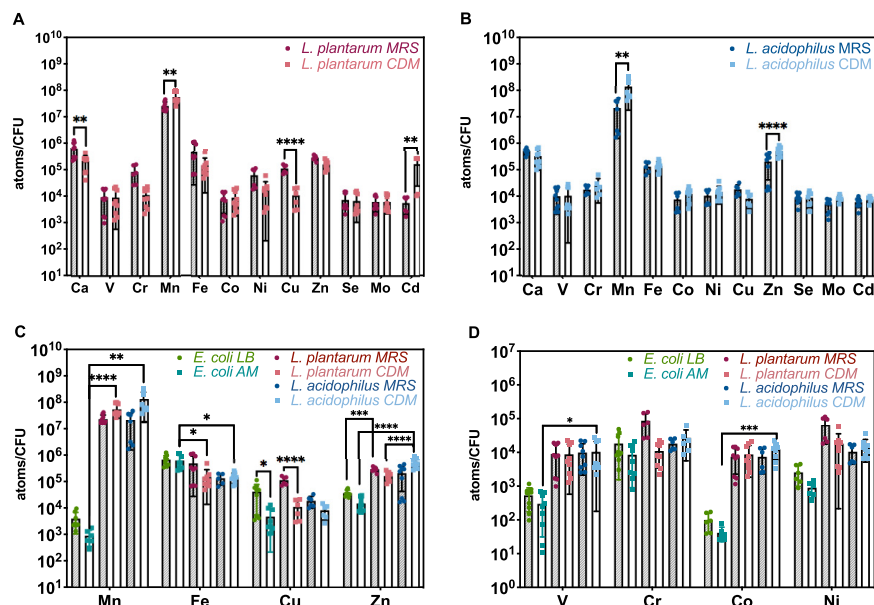 A
10^10
10^9
10^8
10^7
10^6
10^5
10^4
10^3
10^2
10^1
atoms/CFU
L. plantarum MRS
L. plantarum CDM
**
**
****
**
Ca V Cr Mn Fe Co Ni Cu Zn Se Mo Cd
B
10^10
10^9
10^8
10^7
10^6
10^5
10^4
10^3
10^2
10^1
atoms/CFU
L. acidophilus MRS
L. acidophilus CDM
**
****
Ca V Cr Mn Fe Co Ni Cu Zn Se Mo Cd
C
10^10
10^9
10^8
10^7
10^6
10^5
10^4
10^3
10^2
10^1
atoms/CFU
E. coli LB
E. coli AM
L. plantarum MRS
L. plantarum CDM
L. acidophilus MRS
L. acidophilus CDM
**
****
*
*
*
****
***
****
****
Mn Fe Cu Zn
D
10^7
10^6
10^5
10^4
10^3
10^2
10^1
10^0
atoms/CFU
E. coli LB
E. coli AM
L. plantarum MRS
L. plantarum CDM
L. acidophilus MRS
L. acidophilus CDM
*
***
V Cr Co Ni